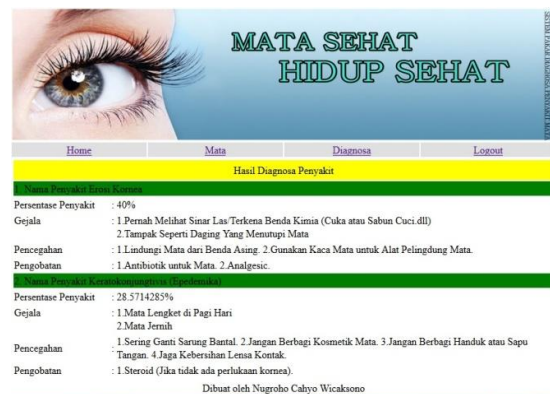 MATA SEHAT
HIDUP SEHAT
SISTEM PAKAR DIAGNOSA PENYAKIT MATA
Home Mata Diagnosa Logout
Hasil Diagnosa Penyakit
1. Nama Penyakit Erosi Kornea
Persentase Penyakit : 40%
Gejala : 1.Pernah Melihat Sinar Las/Terkena Benda Kimia (Cuka atau Sabun Cuci.dll)
2.Tampak Seperti Daging Yang Menutupi Mata
Pencegahan : 1.Lindungi Mata dari Benda Asing. 2.Gunakan Kaca Mata untuk Alat Pelingdung Mata.
Pengobatan : 1.Antibiotik untuk Mata. 2.Analgesic.
2. Nama Penyakit Keratokonjungtivis (Epedemika)
Persentase Penyakit : 28.5714285%
Gejala : 1.Mata Lengket di Pagi Hari
2.Mata Jernih
Pencegahan : 1.Sering Ganti Sarung Bantal. 2.Jangan Berbagi Kosmetik Mata. 3.Jangan Berbagi Handuk atau Sapu
Tangan. 4.Jaga Kebersihan Lensa Kontak.
Pengobatan : 1.Steroid (Jika tidak ada perlukaan kornea).
Dibuat oleh Nugroho Cahyo Wicaksono